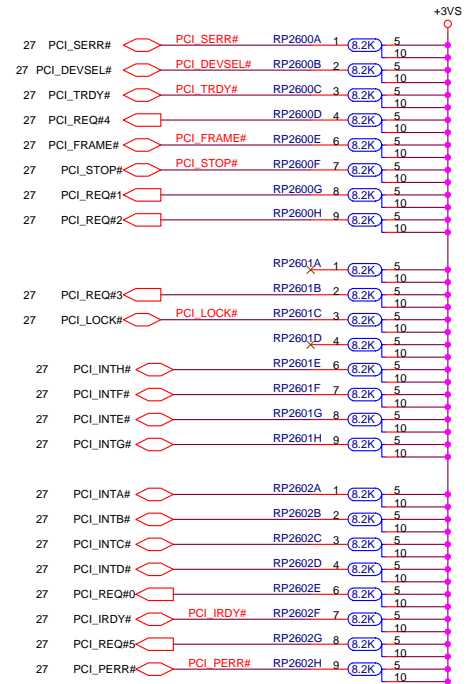 +3VS
27 PCI_SERR# PCI_SERR# RP2600A 1 8.2K 5
10
27 PCI_DEVSEL# PCI_DEVSEL# RP2600B 2 8.2K 5
10
27 PCI_TRDY# PCI_TRDY# RP2600C 3 8.2K 5
10
27 PCI_REQ#4 RP2600D 4 8.2K 5
10
27 PCI_FRAME# PCI_FRAME# RP2600E 6 8.2K 5
10
27 PCI_STOP# PCI_STOP# RP2600F 7 8.2K 5
10
27 PCI_REQ#1 RP2600G 8 8.2K 5
10
27 PCI_REQ#2 RP2600H 9 8.2K 5
10
RP2601A 1 8.2K 5
10
27 PCI_REQ#3 RP2601B 2 8.2K 5
10
27 PCI_LOCK# PCI_LOCK# RP2601C 3 8.2K 5
10
RP2601D 4 8.2K 5
10
27 PCI_INTH# RP2601E 6 8.2K 5
10
27 PCI_INTF# RP2601F 7 8.2K 5
10
27 PCI_INTE# RP2601G 8 8.2K 5
10
27 PCI_INTG# RP2601H 9 8.2K 5
10
27 PCI_INTA# RP2602A 1 8.2K 5
10
27 PCI_INTB# RP2602B 2 8.2K 5
10
27 PCI_INTC# RP2602C 3 8.2K 5
10
27 PCI_INTD# RP2602D 4 8.2K 5
10
27 PCI_REQ#0 RP2602E 6 8.2K 5
10
27 PCI_IRDY# PCI_IRDY# RP2602F 7 8.2K 5
10
27 PCI_REQ#5 RP2602G 8 8.2K 5
10
27 PCI_PERR# PCI_PERR# RP2602H 9 8.2K 5
10